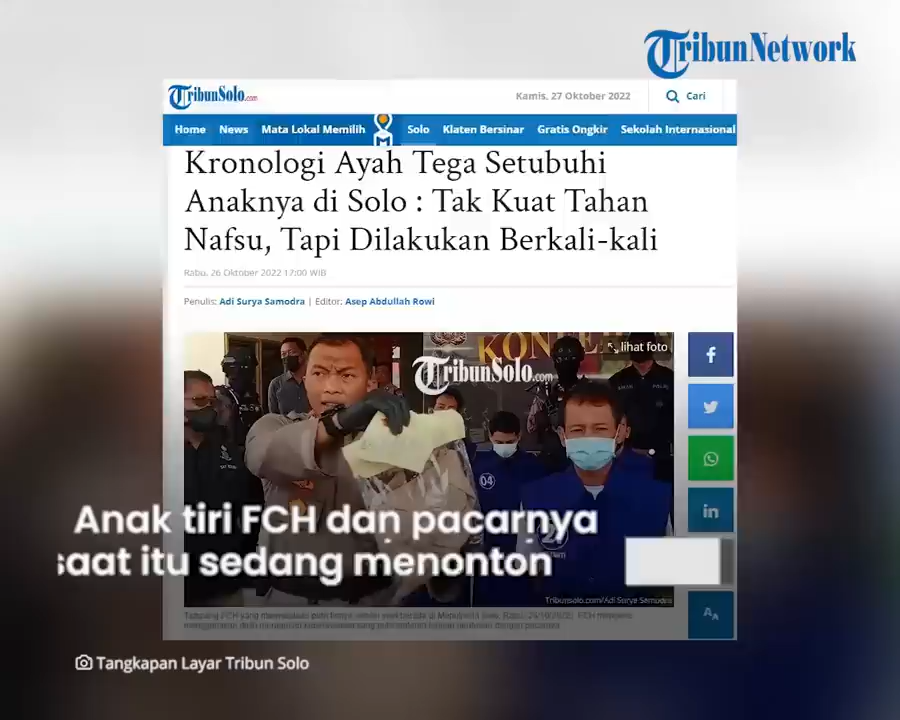 TribunNetwork
TribunSolo.com
Kamis, 27 Oktober 2022
Cari
Home News Mata Lokal Memilih Solo Klaten Bersinar Gratis Ongkir Sekolah Internasional
Kronologi Ayah Tega Setubuhi
Anaknya di Solo : Tak Kuat Tahan
Nafsu, Tapi Dilakukan Berkali-kali
Rabu, 26 Oktober 2022 17:00 WIB
Penulis: Adi Surya Samodra | Editor: Asep Abdullah Rowi
lihat foto
TribunSolo.com
04
Anak tiri FCH dan pacarnya
saat itu sedang menonton
Tribunsolo.com/Adi Surya Samodra
AA
Tangkapan Layar Tribun Solo